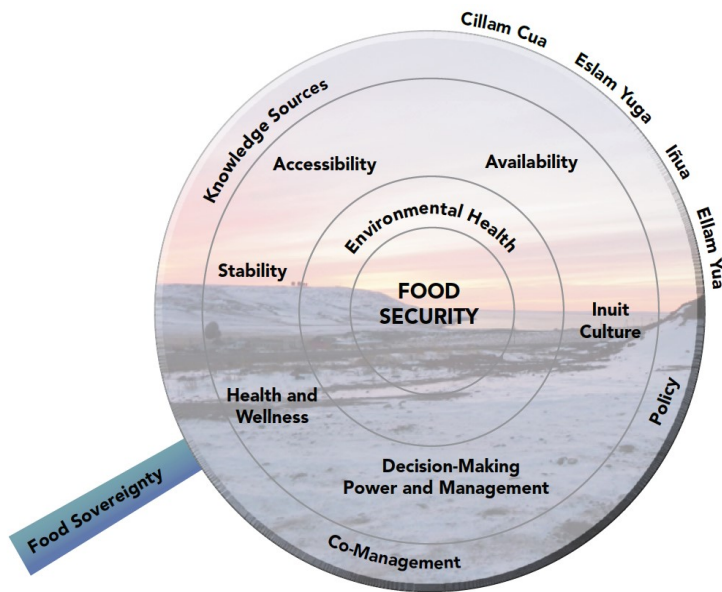 Cillam Cua
Eslam Yuga
Iñua
Ellam Yua
Knowledge Sources
Accessibility
Availability
Environmental Health
Stability
FOOD
SECURITY
Inuit
Culture
Health and
Wellness
Policy
Decision-Making
Power and Management
Food Sovereignty
Co-Management